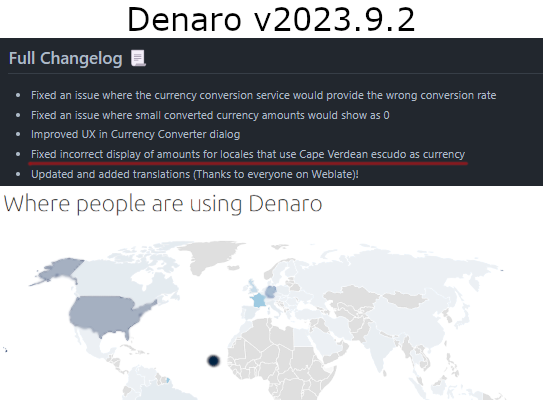 Denaro v2023.9.2
Full Changelog 📜
• Fixed an issue where the currency conversion service would provide the wrong conversion rate
• Fixed an issue where small converted currency amounts would show as 0
• Improved UX in Currency Converter dialog
• Fixed incorrect display of amounts for locales that use Cape Verdean escudo as currency
• Updated and added translations (Thanks to everyone on Weblate)!
Where people are using Denaro